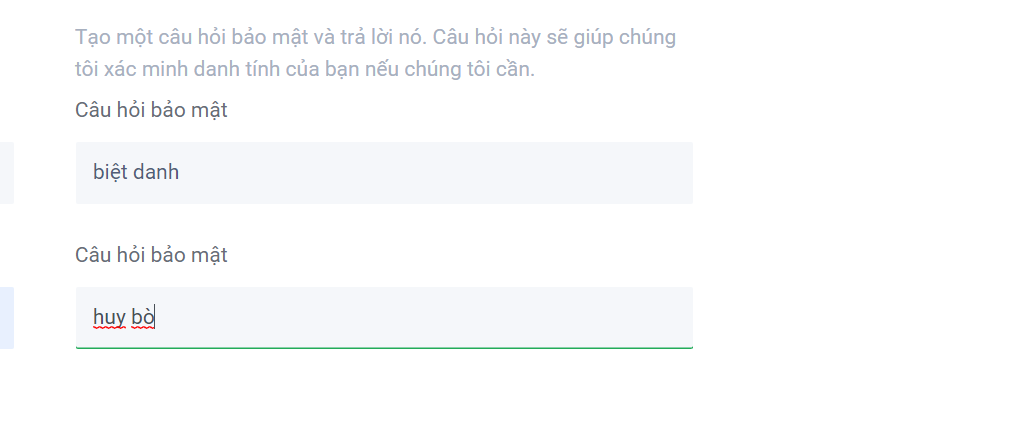 Tạo một câu hỏi bảo mật và trả lời nó. Câu hỏi này sẽ giúp chúng
tôi xác minh danh tính của bạn nếu chúng tôi cần.
Câu hỏi bảo mật
biệt danh
Câu hỏi bảo mật
huy bò